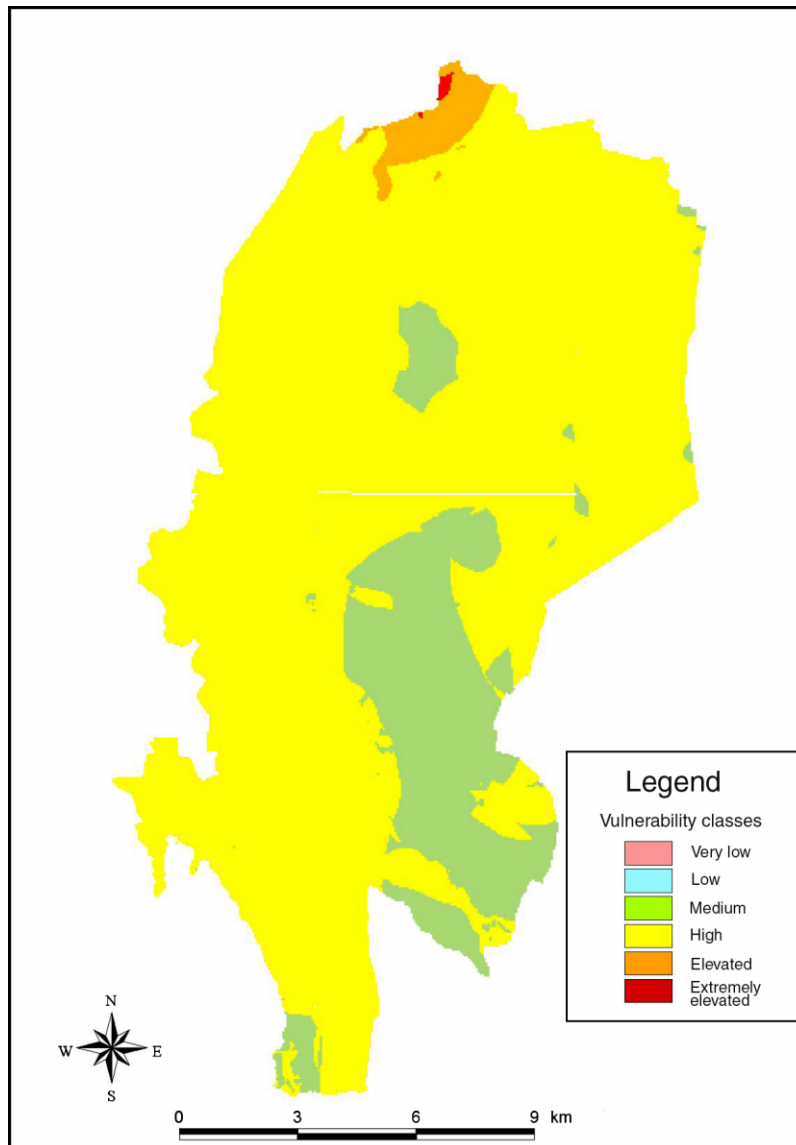 Legend
Vulnerability classes
Very low
Low
Medium
High
Elevated
Extremely
elevated
N
W E
S
0 3 6 9 km